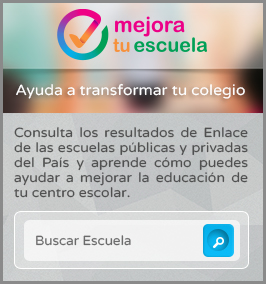 mejora
tu escuela
Ayuda a transformar tu colegio
Consulta los resultados de Enlace
de las escuelas públicas y privadas
del País y aprende cómo puedes
ayudar a mejorar la educación de
tu centro escolar.
Buscar Escuela